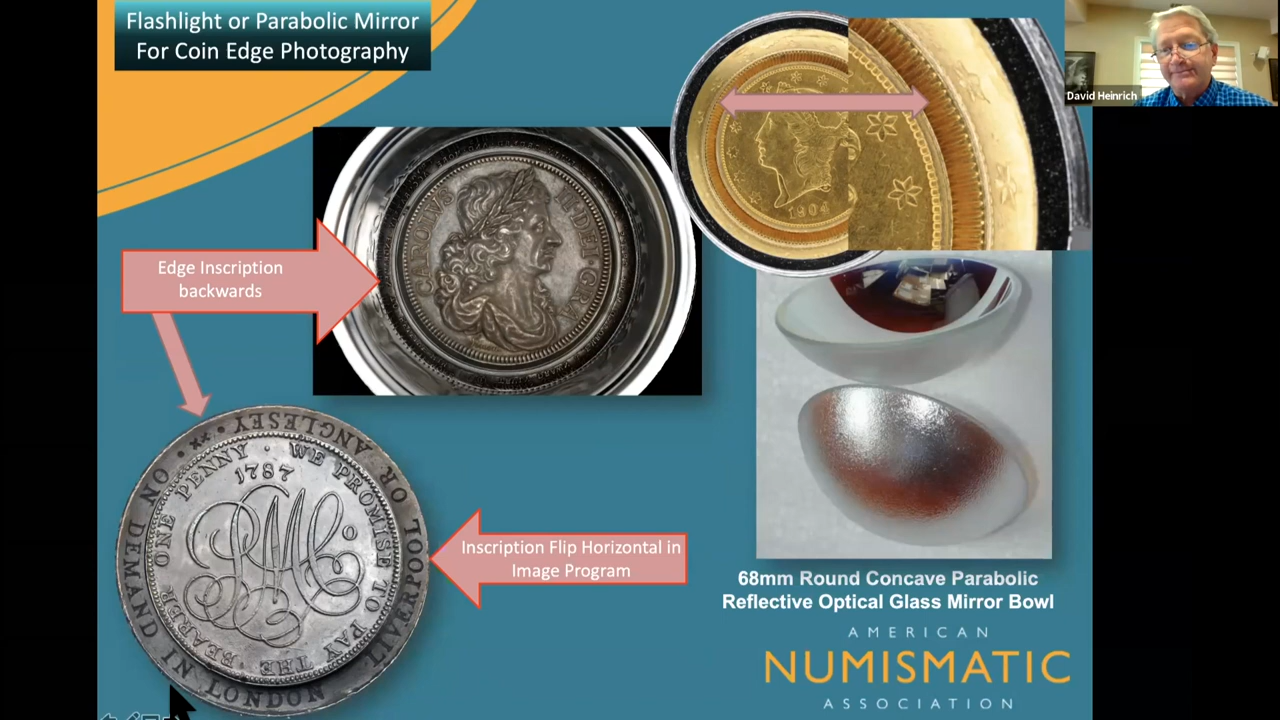 Flashlight or Parabolic Mirror
For Coin Edge Photography
David Heinrich
1904
CAROLVS · II · DEI · GRA
Edge Inscription
backwards
WE PROMISE TO PAY THE BEARER ONE PENNY ·
1787
ON DEMAND IN LONDON LIVERPOOL OR ANGLESEY ·
Inscription Flip Horizontal in
Image Program
68mm Round Concave Parabolic
Reflective Optical Glass Mirror Bowl
AMERICAN
NUMISMATIC
ASSOCIATION